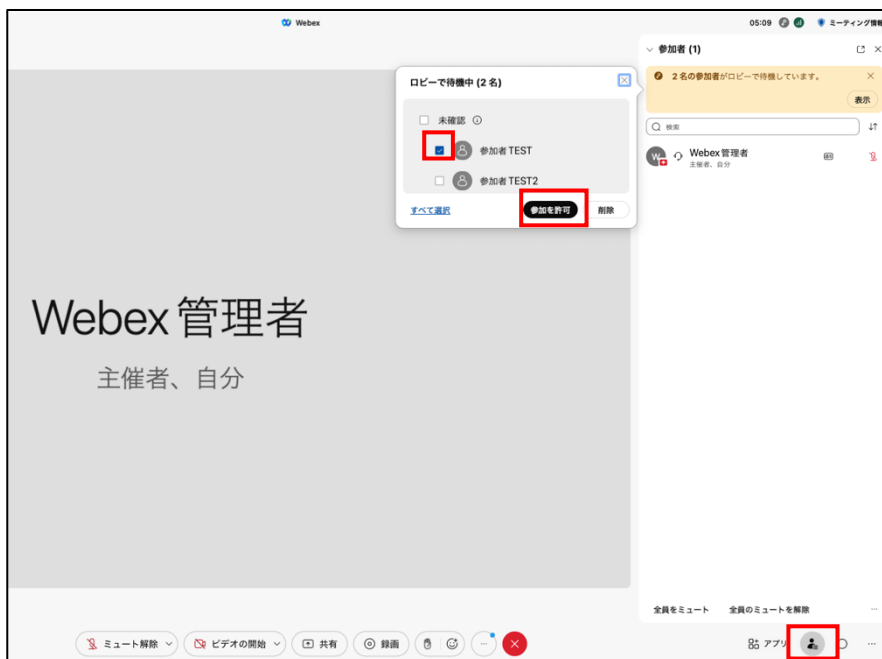 Webex
05:09
ミーティング情報
参加者 (1)
2 名の参加者がロビーで待機しています。
表示
検索
W
Webex 管理者
主催者、自分
ロビーで待機中 (2 名)
未確認
参加者 TEST
参加者 TEST2
すべて選択
参加を許可
削除
Webex 管理者
主催者、自分
全員をミュート
全員のミュートを解除
ミュート解除
ビデオの開始
共有
録画
アプリ